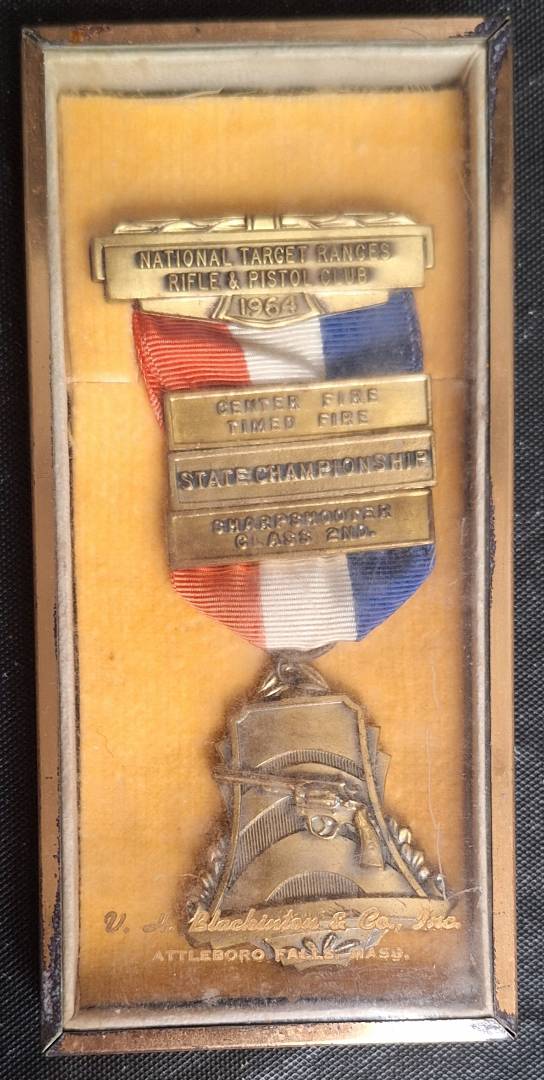 NATIONAL TARGET RANGES
RIFLE & PISTOL CLUB
1964
CENTER FIRE
TIMED FIRE
STATE CHAMPIONSHIP
SHARPSHOOTER
CLASS 2ND.
V. H. Blackinton & Co., Inc.
ATTLEBORO FALLS, MASS.